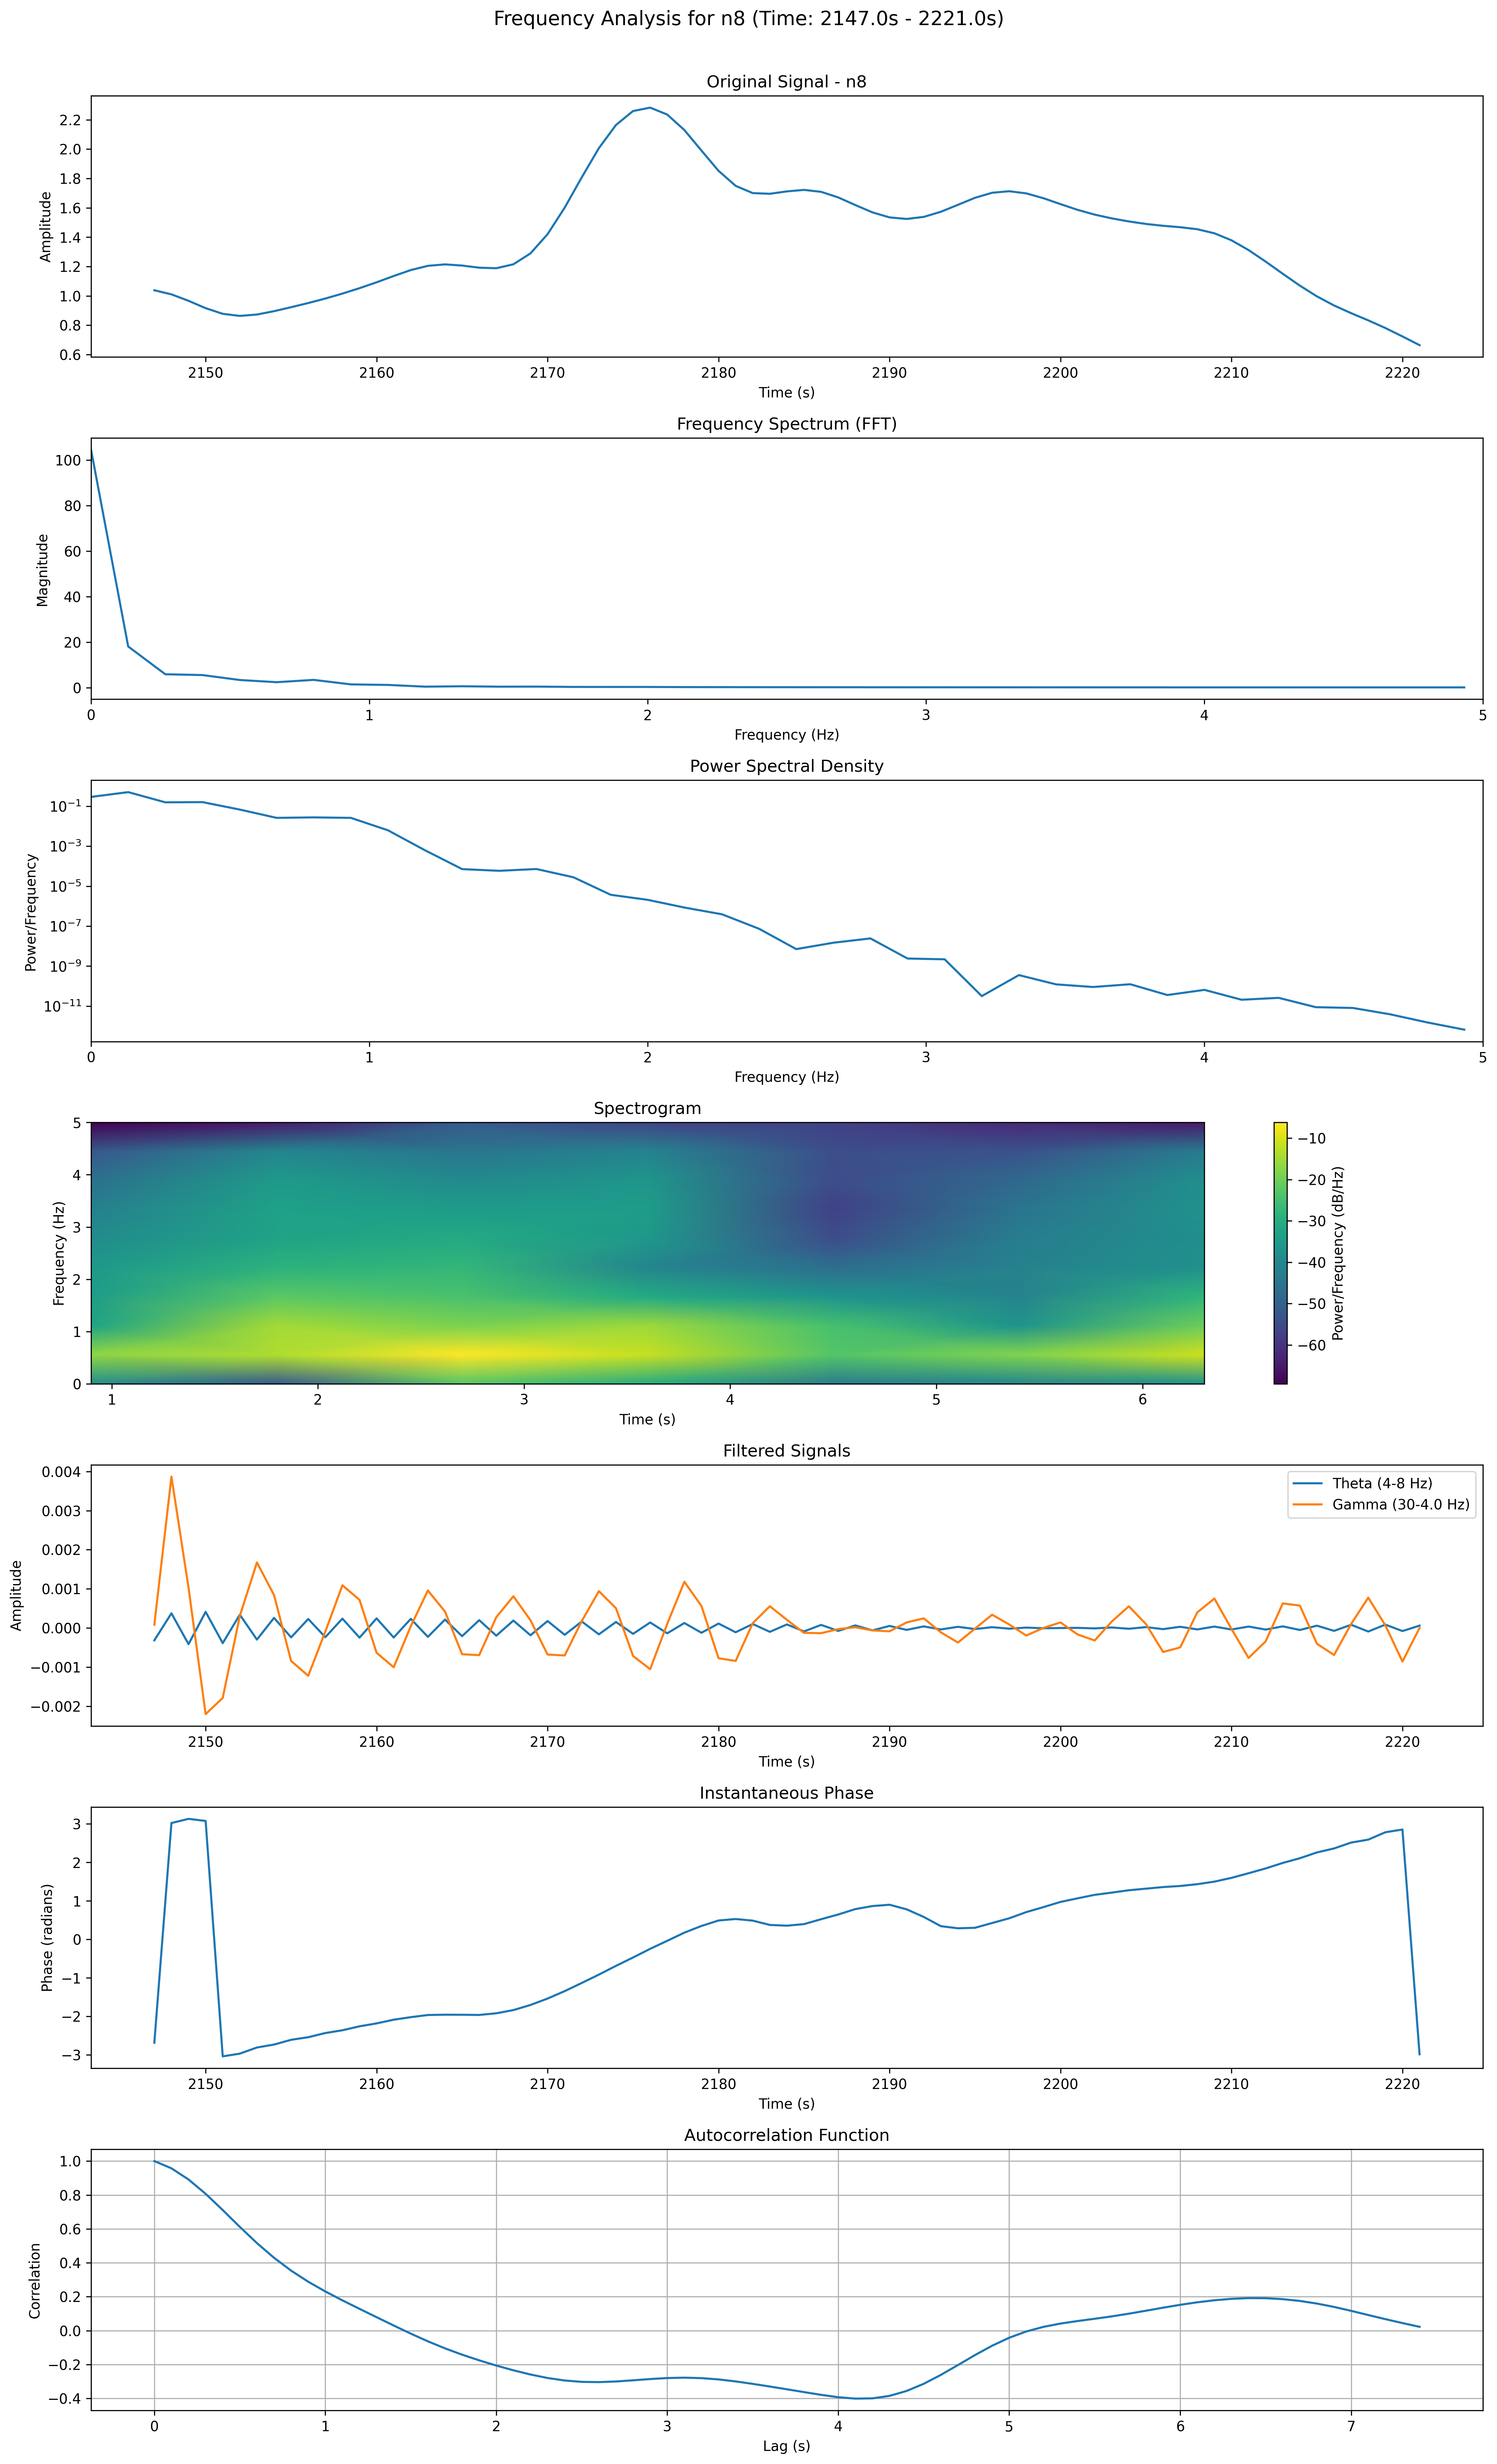 Frequency Analysis for n8 (Time: 2147.0s - 2221.0s)
Original Signal - n8
Amplitude
2.2
2.0
1.8
1.6
1.4
1.2
1.0
0.8
0.6
2150 2160 2170 2180 2190 2200 2210 2220
Time (s)
Frequency Spectrum (FFT)
Magnitude
100
80
60
40
20
0
0 1 2 3 4 5
Frequency (Hz)
Power Spectral Density
Power/Frequency
10⁻¹
10⁻³
10⁻⁵
10⁻⁷
10⁻⁹
10⁻¹¹
0 1 2 3 4 5
Frequency (Hz)
Spectrogram
Frequency (Hz)
5
4
3
2
1
0
1 2 3 4 5 6
Time (s)
−10
−20
−30
−40
−50
−60
Power/Frequency (dB/Hz)
Filtered Signals
Amplitude
0.004
0.003
0.002
0.001
0.000
−0.001
−0.002
Theta (4-8 Hz)
Gamma (30-4.0 Hz)
2150 2160 2170 2180 2190 2200 2210 2220
Time (s)
Instantaneous Phase
Phase (radians)
3
2
1
0
−1
−2
−3
2150 2160 2170 2180 2190 2200 2210 2220
Time (s)
Autocorrelation Function
Correlation
1.0
0.8
0.6
0.4
0.2
0.0
−0.2
−0.4
0 1 2 3 4 5 6 7
Lag (s)